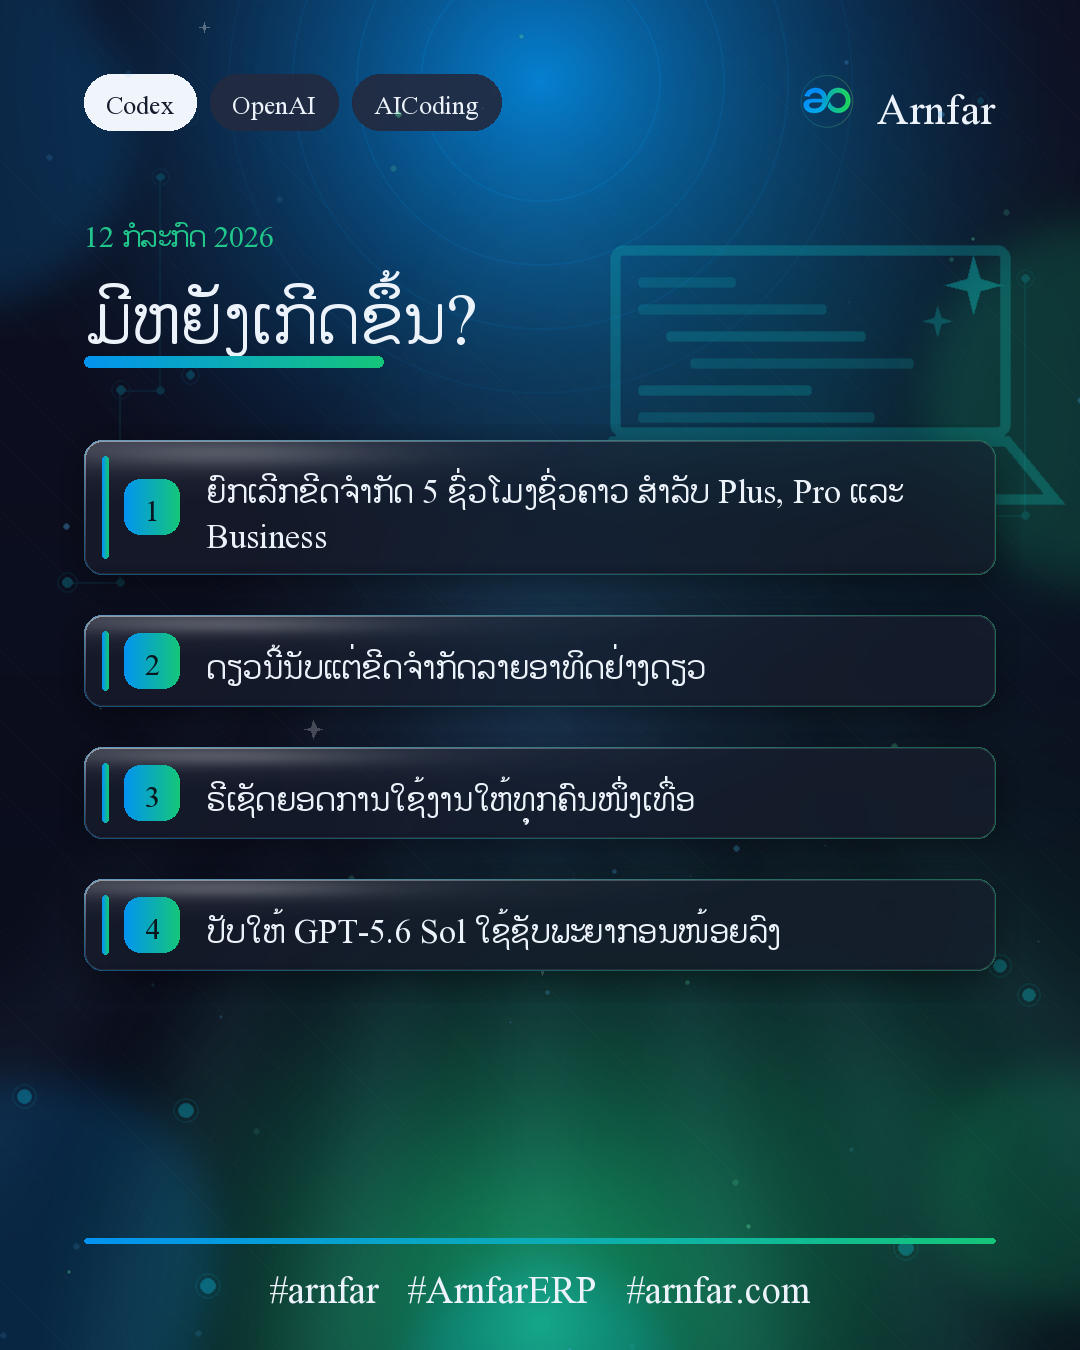 Codex OpenAI AICoding
Arnfar
12 ກໍລະກົດ 2026
ມີຫຍັງເກີດຂຶ້ນ?
1 ຍົກເລີກຂີດຈຳກັດ 5 ຊົ່ວໂມງຊົ່ວຄາວ ສຳລັບ Plus, Pro ແລະ
Business
2 ດຽວນີ້ນັບແຕ່ຂີດຈຳກັດລາຍອາທິດຢ່າງດຽວ
3 ຣີເຊັດຍອດການໃຊ້ງານໃຫ້ທຸກຄົນໜຶ່ງເທື່ອ
4 ປັບໃຫ້ GPT-5.6 Sol ໃຊ້ຊັບພະຍາກອນໜ້ອຍລົງ
#arnfar #ArnfarERP #arnfar.com